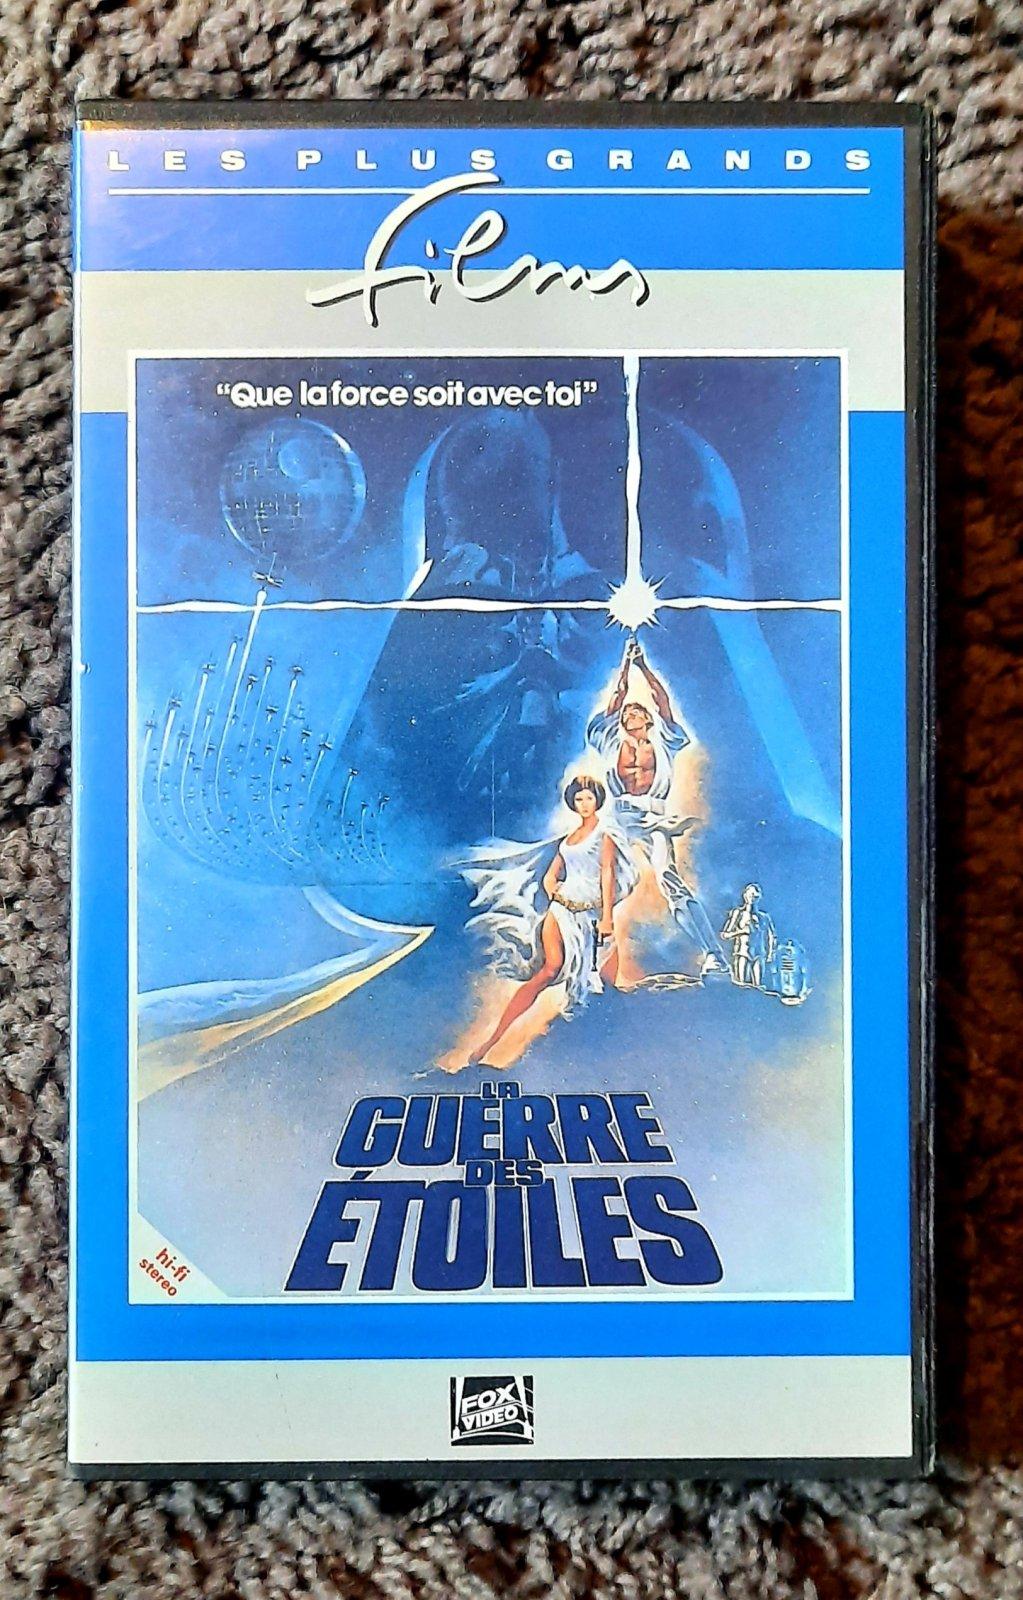 LES PLUS GRANDS
films
“Que la force soit avec toi”
LA
GUERRE
DES
ÉTOILES
hi-fi
stereo
FOX
VIDEO